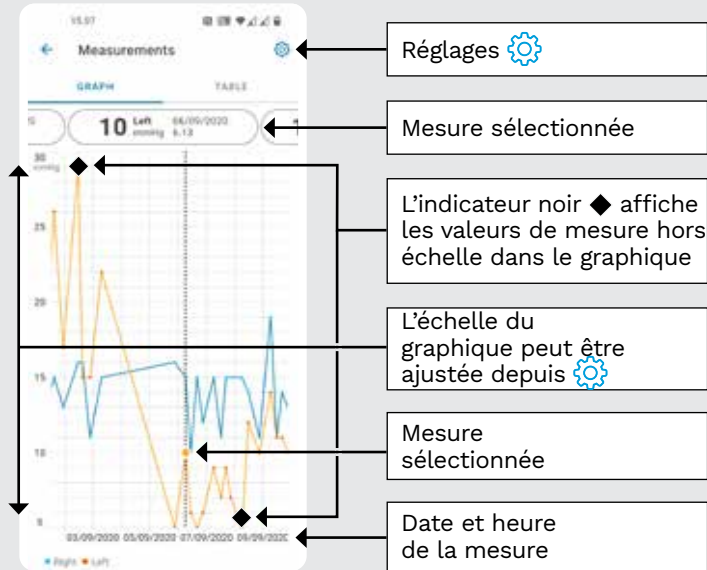 15.07
Measurements
GRAPH
TABLE
10 Left 06/09/2020
mmHg 6.13
30
mmHg
25
20
15
10
5
03/09/2020 05/09/2020 07/09/2020 09/09/2020
Right Left
Réglages
Mesure sélectionnée
L'indicateur noir ◆ affiche
les valeurs de mesure hors
échelle dans le graphique
L'échelle du
graphique peut être
ajustée depuis
Mesure
sélectionnée
Date et heure
de la mesure